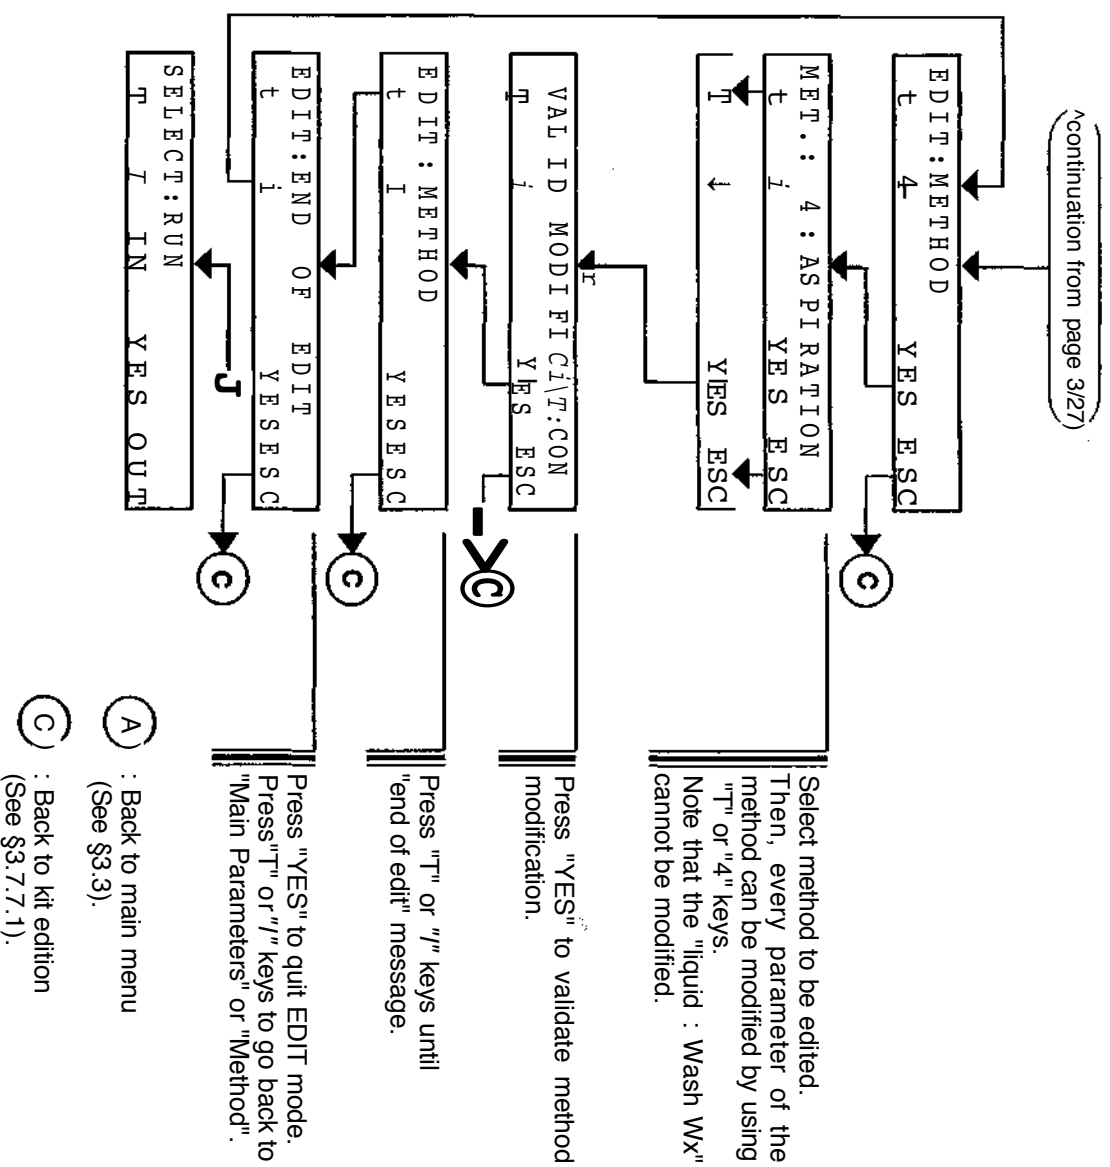 ^continuation from page 3/27)
EDIT:METHOD
t 4 YES ESC
C
MET.: 4:ASPIRATION
t i YES ESC
T ↓ YES ESC
Select method to be edited.
Then, every parameter of the
method can be modified by using
"T" or "4" keys.
Note that the "liquid : Wash Wx"
cannot be modified.
r
VALID MODIFICi\T:CON
T i YES ESC
C
Press "YES" to validate method
modification.
EDIT:METHOD
t I YESESC
C
Press "T" or "/" keys until
"end of edit" message.
EDIT:END OF EDIT
t i YESESC
C
Press "YES" to quit EDIT mode.
Press"T" or "/" keys to go back to
"Main Parameters" or "Method".
J
SELECT:RUN
T I IN YES OUT
A : Back to main menu
(See §3.3).
C : Back to kit edition
(See §3.7.7.1).